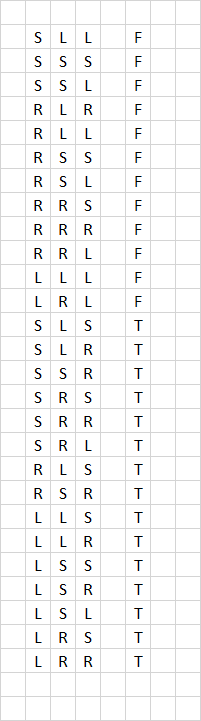 S L L F
S S S F
S S L F
R L R F
R L L F
R S S F
R S L F
R R S F
R R R F
R R L F
L L L F
L R L F
S L S T
S L R T
S S R T
S R S T
S R R T
S R L T
R L S T
R S R T
L L S T
L L R T
L S S T
L S R T
L S L T
L R S T
L R R T